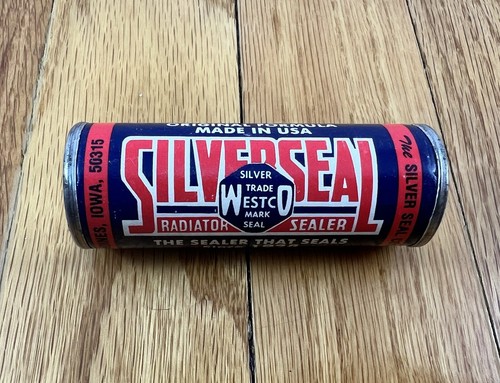 ORIGINAL FORMULA
MADE IN USA
SILVERSEAL
SILVER
TRADE
WESTCO
MARK
SEAL
RADIATOR SEALER
THE SEALER THAT SEALS
IOWA, 50315
The SILVER SEAL